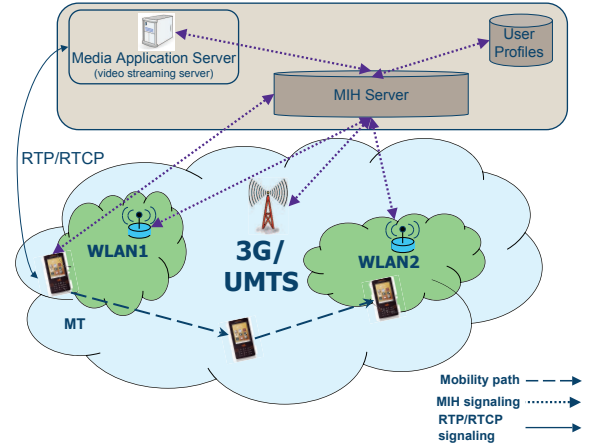 Media Application Server
(video streaming server)
User
Profiles
MIH Server
RTP/RTCP
WLAN1
3G/
UMTS
WLAN2
MT
Mobility path
MIH signaling
RTP/RTCP
signaling